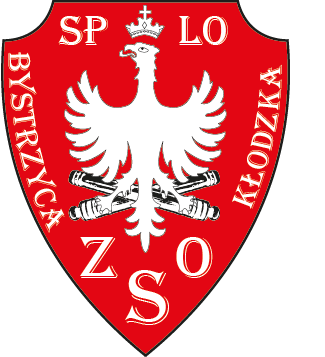 SP LO
BYSTRZYCA
KŁODZKA
Z S O